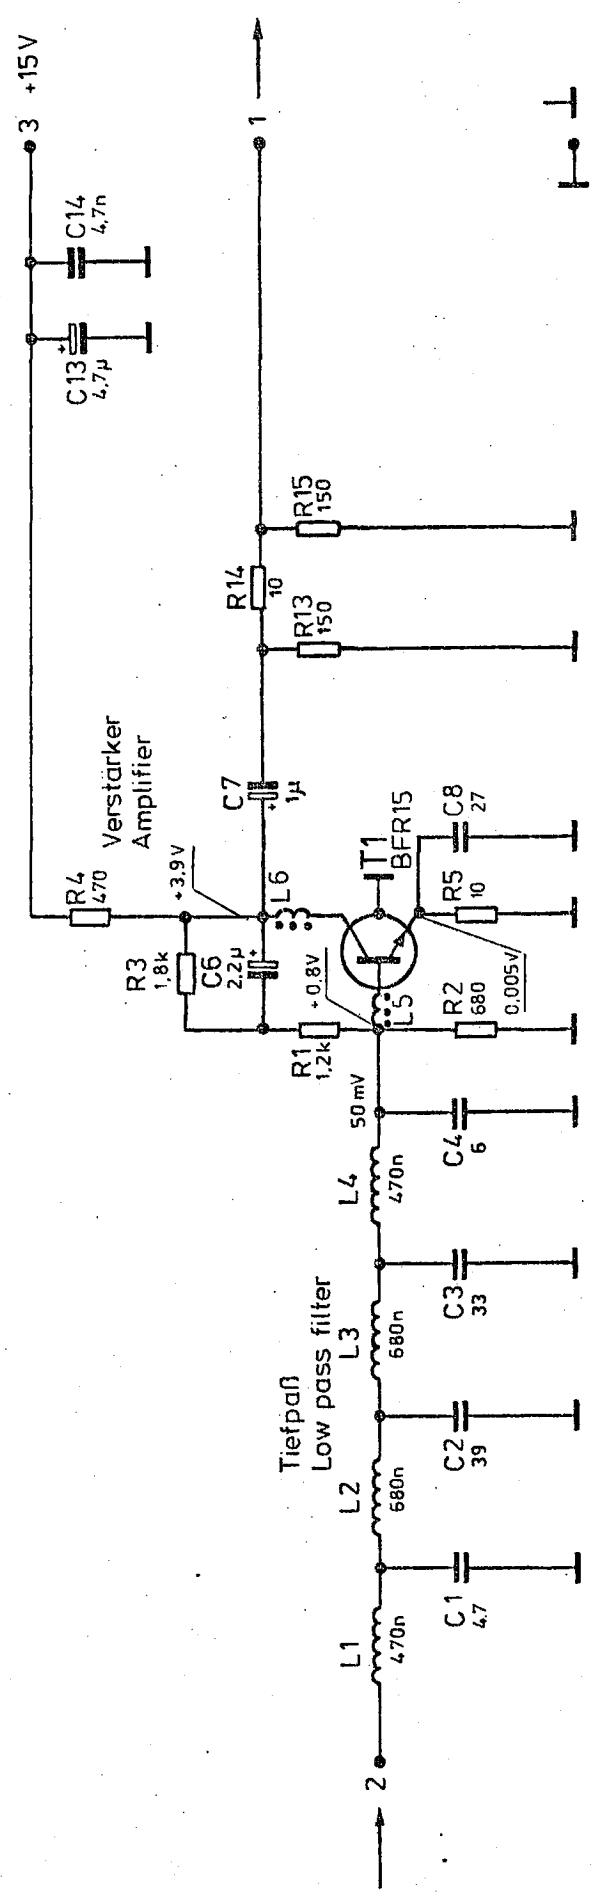 3 +15V
C14
4,7n
C13
4,7µ
1
R15
150
R14
10
R13
150
Verstärker
Amplifier
C7
1µ
R4
470
+3,9V
L6
T1
BFR15
C8
27
R3
1,8k
C6
2,2µ
+0.8V
L5
R5
10
R2
680
0,005V
R1
1,2k
50mV
C4
6
L4
470n
C3
33
Tiefpaß
Low pass filter
L3
680n
C2
39
L2
680n
C1
4.7
L1
470n
2